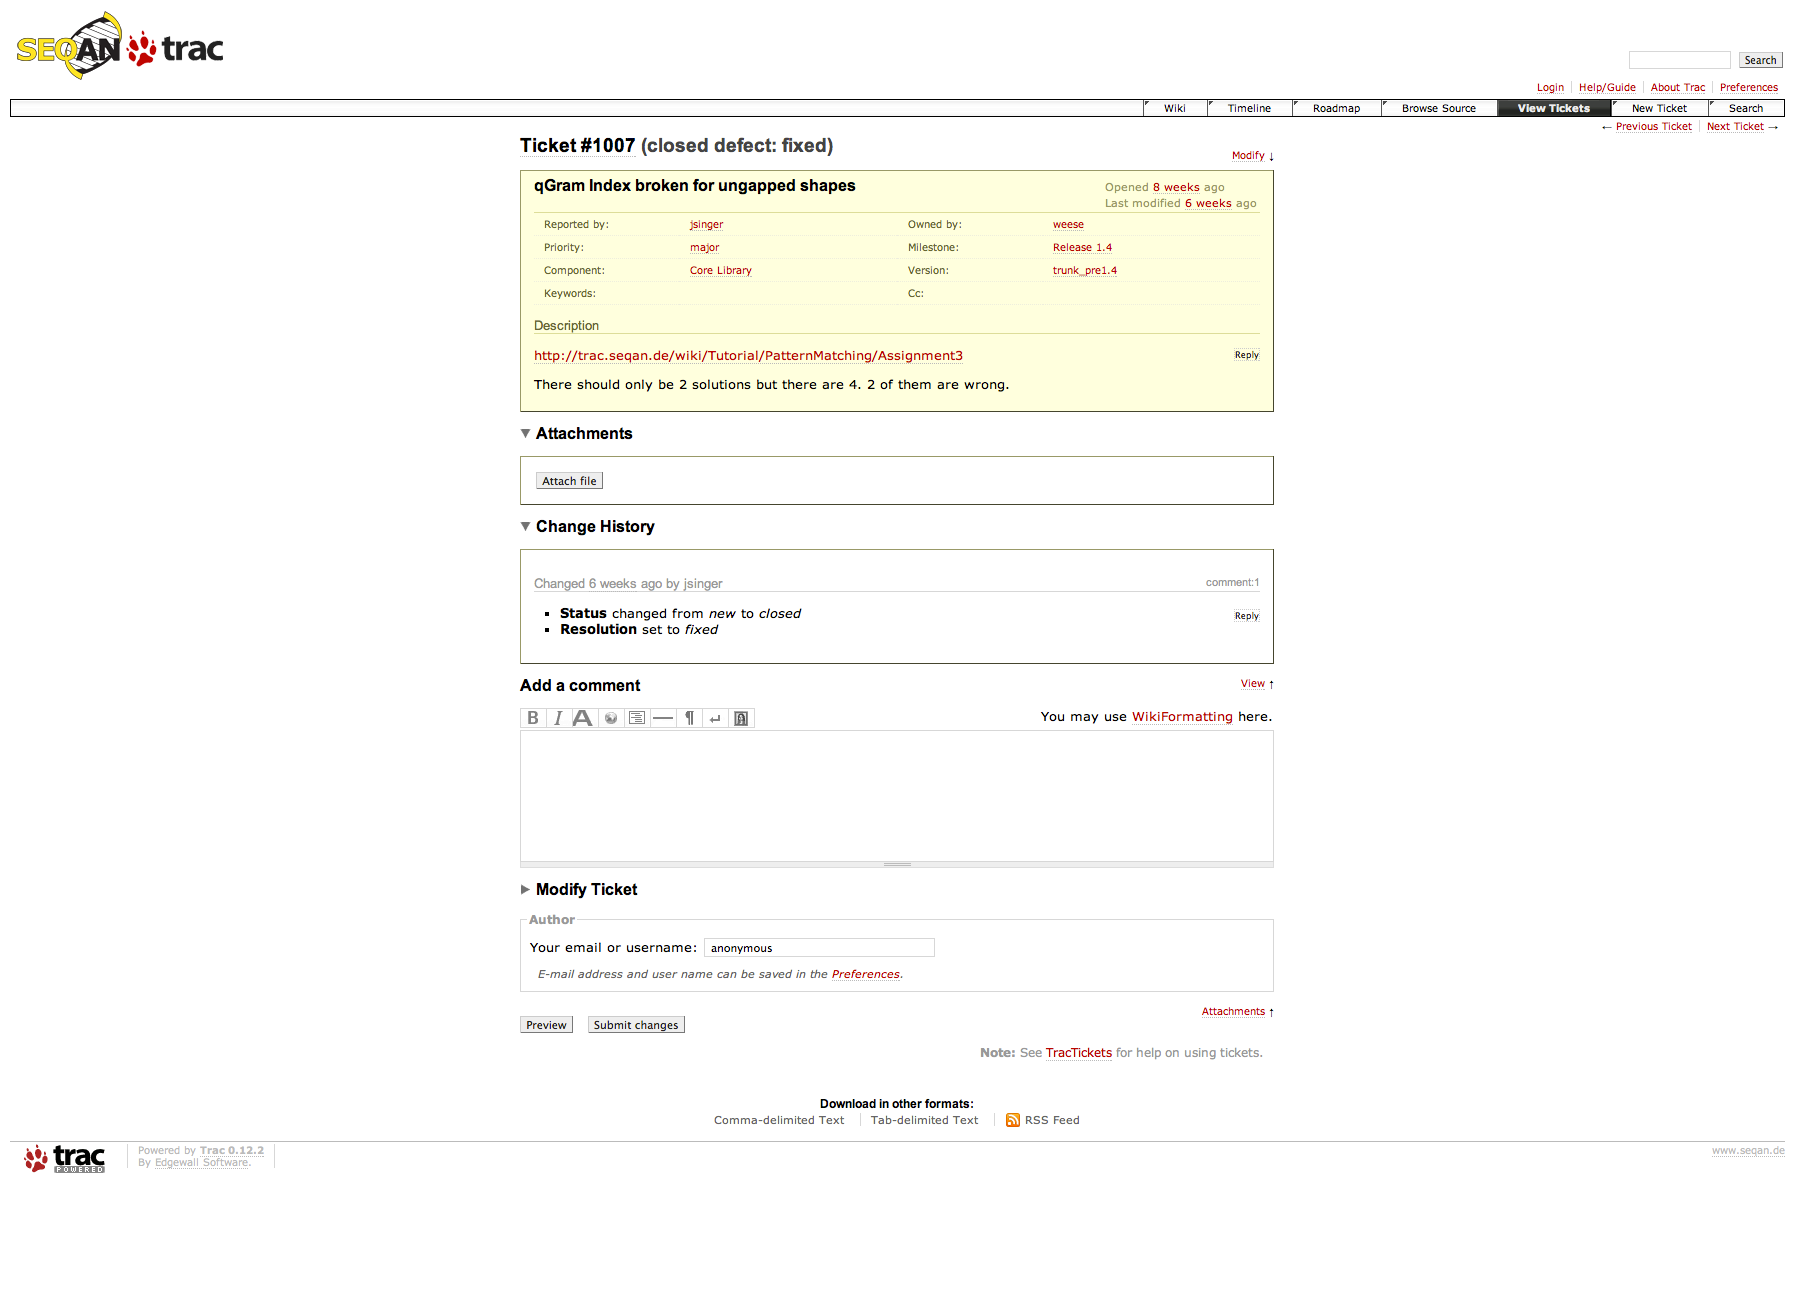 SEQAN trac
Search
Login Help/Guide About Trac Preferences
Wiki Timeline Roadmap Browse Source View Tickets New Ticket Search
← Previous Ticket Next Ticket →
Ticket #1007 (closed defect: fixed)
Modify ↓
qGram Index broken for ungapped shapes
Opened 8 weeks ago
Last modified 6 weeks ago
Reported by: jsinger Owned by: weese
Priority: major Milestone: Release 1.4
Component: Core Library Version: trunk_pre1.4
Keywords: Cc:
Description
http://trac.seqan.de/wiki/Tutorial/PatternMatching/Assignment3 Reply
There should only be 2 solutions but there are 4. 2 of them are wrong.
Attachments
Attach file
Change History
Changed 6 weeks ago by jsinger comment:1
Status changed from new to closed
Reply
Resolution set to fixed
Add a comment
View ↑
B I A ¶ You may use WikiFormatting here.
Modify Ticket
Author
Your email or username: anonymous
E-mail address and user name can be saved in the Preferences.
Attachments ↑
Preview Submit changes
Note: See TracTickets for help on using tickets.
Download in other formats:
Comma-delimited Text Tab-delimited Text RSS Feed
trac POWERED
Powered by Trac 0.12.2
By Edgewall Software.
www.seqan.de